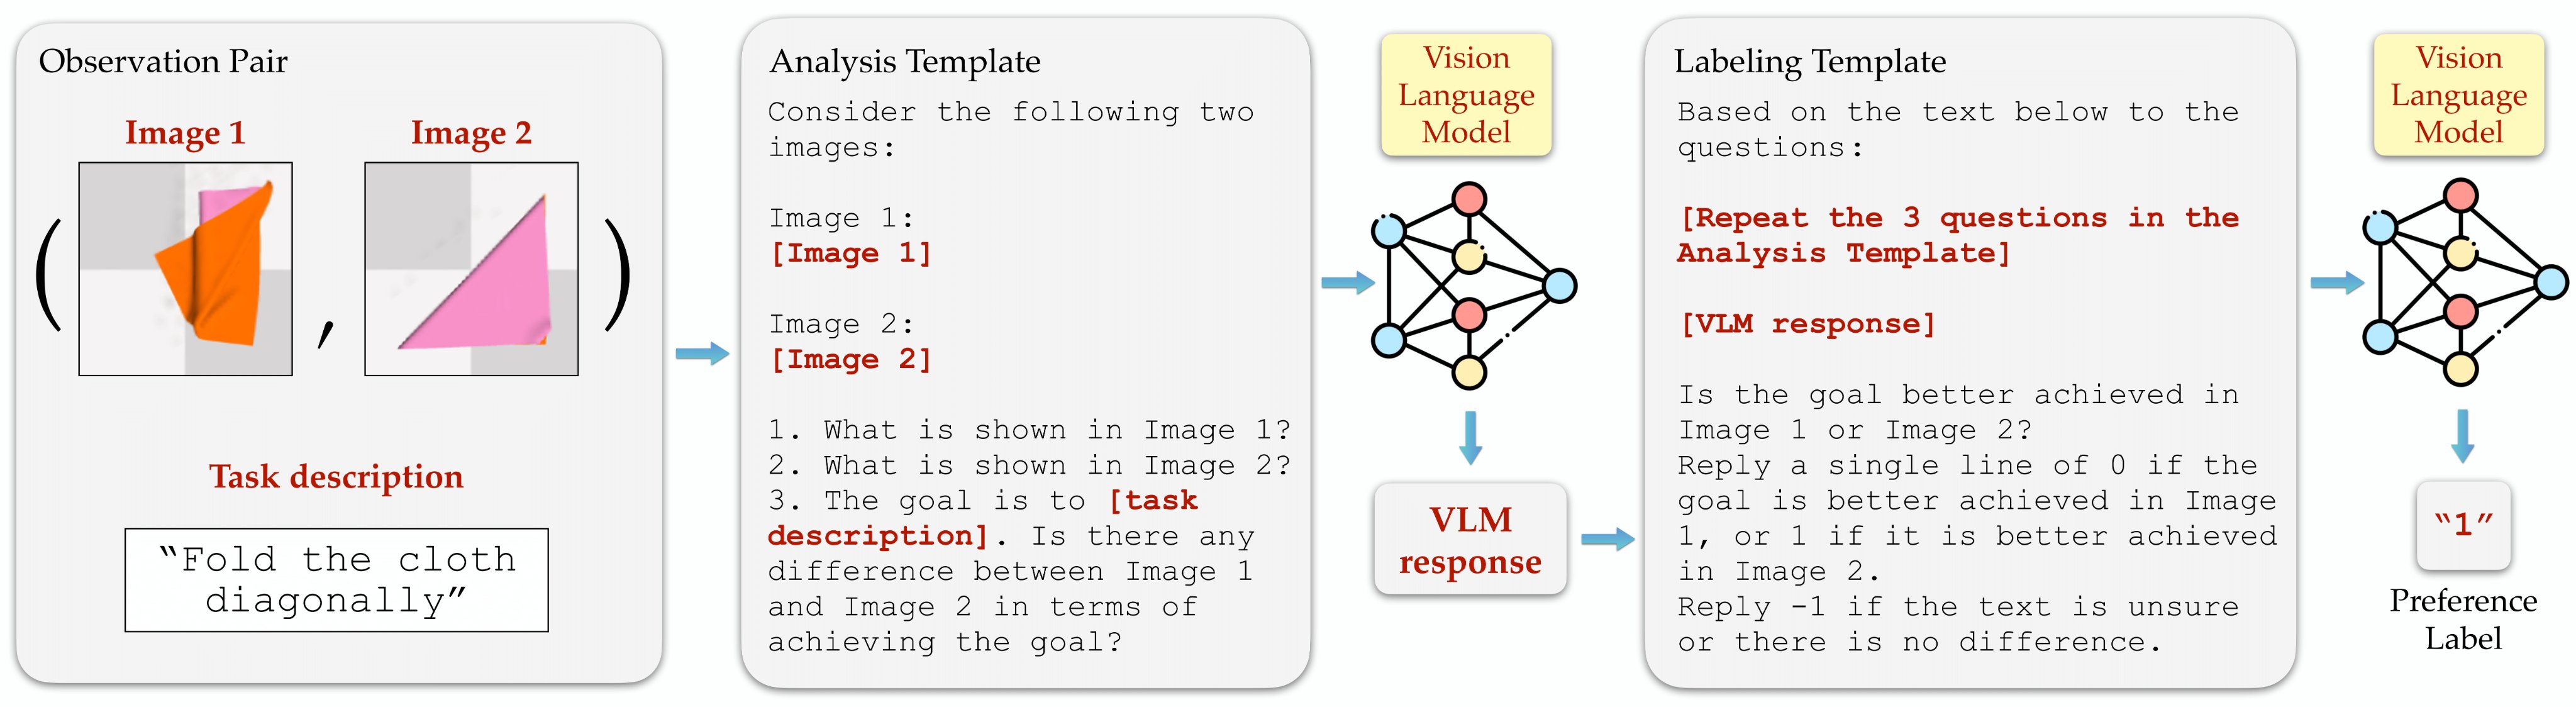 Observation Pair
Image 1
Image 2
( , )
Task description
“Fold the cloth
diagonally”
Analysis Template
Consider the following two
images:
Image 1:
[Image 1]
Image 2:
[Image 2]
1. What is shown in Image 1?
2. What is shown in Image 2?
3. The goal is to [task
description]. Is there any
difference between Image 1
and Image 2 in terms of
achieving the goal?
Vision
Language
Model
VLM
response
Labeling Template
Based on the text below to the
questions:
[Repeat the 3 questions in the
Analysis Template]
[VLM response]
Is the goal better achieved in
Image 1 or Image 2?
Reply a single line of 0 if the
goal is better achieved in Image
1, or 1 if it is better achieved
in Image 2.
Reply -1 if the text is unsure
or there is no difference.
Vision
Language
Model
“1”
Preference
Label